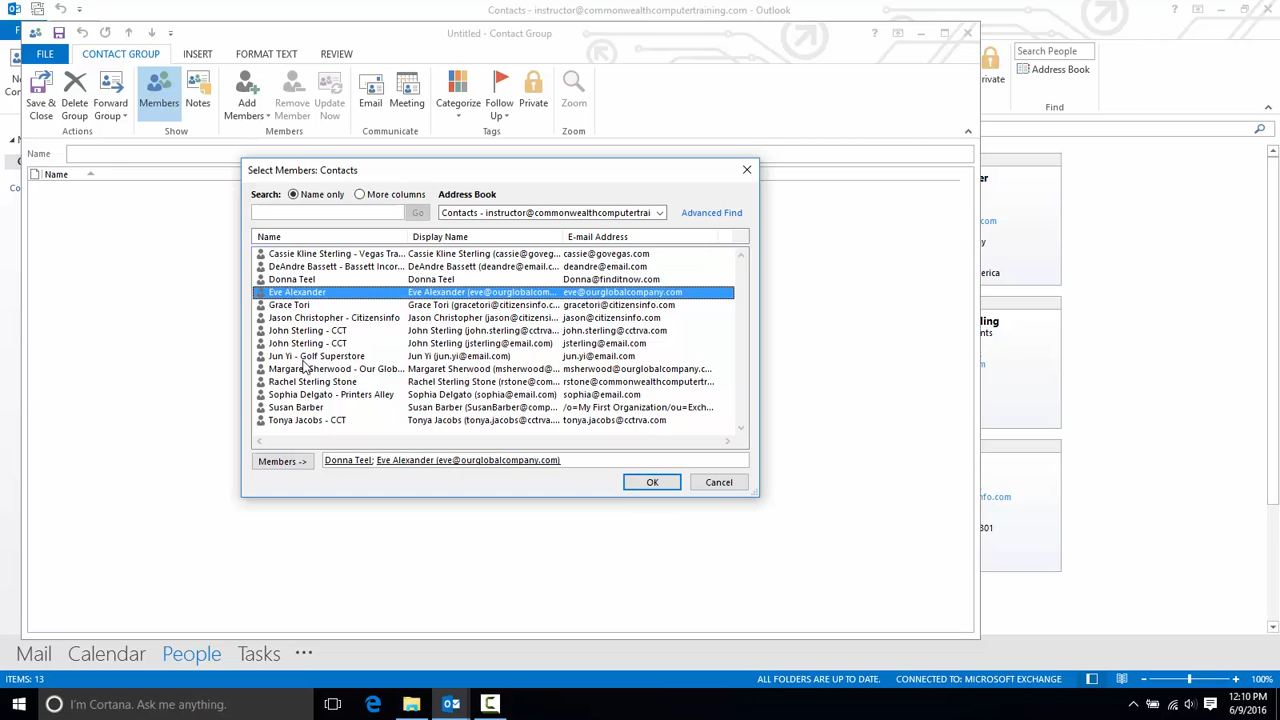 Contacts - instructor@commonwealthcomputertraining.com - Outlook
Untitled - Contact Group
FILE CONTACT GROUP INSERT FORMAT TEXT REVIEW
Save & Close
Delete Group
Forward Group
Members
Notes
Add Members
Remove Member
Update Now
Email
Meeting
Categorize
Follow Up
Private
Zoom
Actions Show Members Communicate Tags Zoom
Search People
Address Book
Find
Name
Name
Select Members: Contacts
Search: Name only More columns Address Book
Go Contacts - instructor@commonwealthcomputertrai Advanced Find
Name Display Name E-mail Address
Cassie Kline Sterling - Vegas Tra... Cassie Kline Sterling (cassie@goveg... cassie@govegas.com
DeAndre Bassett - Bassett Incor... DeAndre Bassett (deandre@email.c... deandre@email.com
Donna Teel Donna Teel Donna@finditnow.com
Eve Alexander Eve Alexander (eve@ourglobalcom... eve@ourglobalcompany.com
Grace Tori Grace Tori (gracetori@citizensinfo.c... gracetori@citizensinfo.com
Jason Christopher - Citizensinfo Jason Christopher (jason@citizensin... jason@citizensinfo.com
John Sterling - CCT John Sterling (john.sterling@cctrva... john.sterling@cctrva.com
John Sterling - CCT John Sterling (jsterling@email.com) jsterling@email.com
Jun Yi - Golf Superstore Jun Yi (jun.yi@email.com) jun.yi@email.com
Margaret Sherwood - Our Glob... Margaret Sherwood (msherwood@... msherwood@ourglobalcompany.c...
Rachel Sterling Stone Rachel Sterling Stone (rstone@com... rstone@commonwealthcomputert...
Sophia Delgato - Printers Alley Sophia Delgato (sophia@email.com) sophia@email.com
Susan Barber Susan Barber (SusanBarber@comp... /o=My First Organization/ou=Exch...
Tonya Jacobs - CCT Tonya Jacobs (tonya.jacobs@cctrva... tonya.jacobs@cctrva.com
Members -> Donna Teel; Eve Alexander (eve@ourglobalcompany.com)
OK Cancel
Mail Calendar People Tasks •••
ITEMS: 13 ALL FOLDERS ARE UP TO DATE. CONNECTED TO: MICROSOFT EXCHANGE 100%
I'm Cortana. Ask me anything.
12:10 PM
6/9/2016